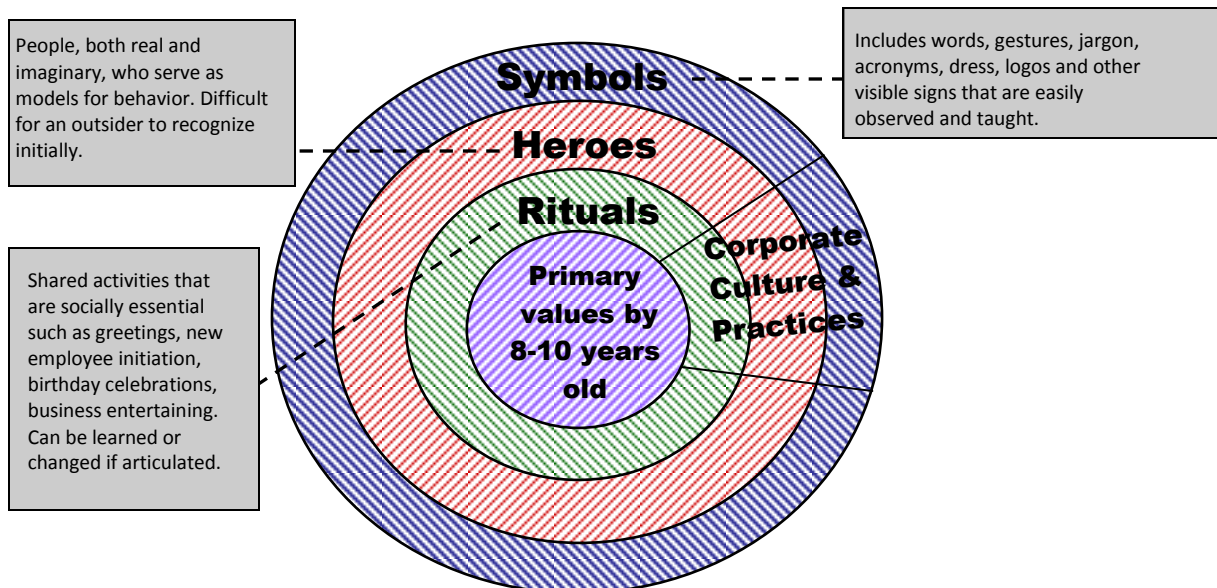 People, both real and
imaginary, who serve as
models for behavior. Difficult
for an outsider to recognize
initially.
Includes words, gestures, jargon,
acronyms, dress, logos and other
visible signs that are easily
observed and taught.
Symbols
Heroes
Rituals
Primary
values by
8-10 years
old
Corporate
Culture &
Practices
Shared activities that
are socially essential
such as greetings, new
employee initiation,
birthday celebrations,
business entertaining.
Can be learned or
changed if articulated.